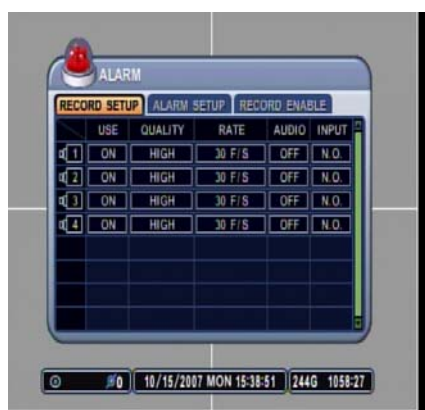 ALARM
RECORD SETUP ALARM SETUP RECORD ENABLE
USE QUALITY RATE AUDIO INPUT
1 ON HIGH 30 F/S OFF N.O.
2 ON HIGH 30 F/S OFF N.O.
3 ON HIGH 30 F/S OFF N.O.
4 ON HIGH 30 F/S OFF N.O.
0 10/15/2007 MON 15:38:51 244G 1058:27